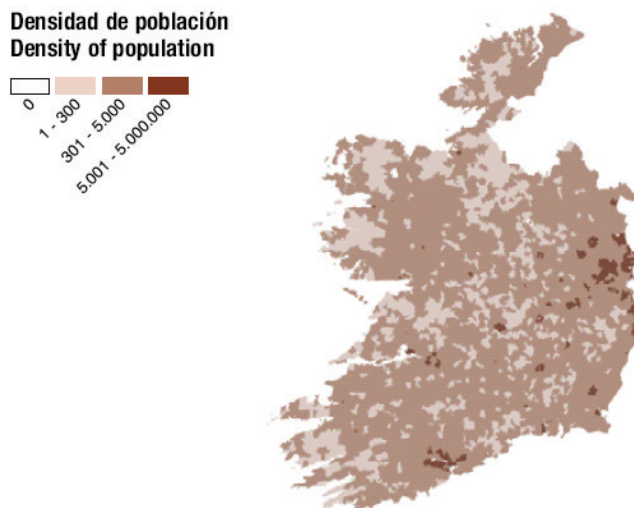 Densidad de población
Density of population
0
1 - 300
301 - 5.000
5.001 - 5.000.000